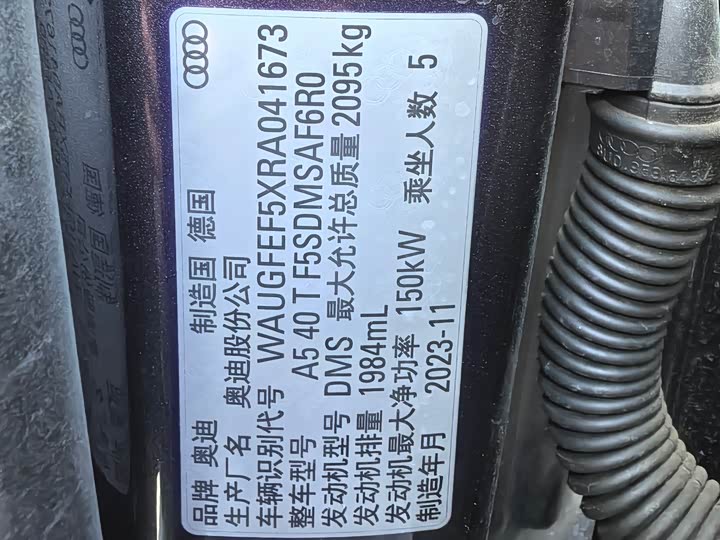 品牌 奥迪 制造国 德国
生产厂名 奥迪股份公司
车辆识别代号 WAUGFEF5XRA041673
整车型号 A5 40 T F5SDMSAF6R0
发动机型号 DMS 最大允许总质量 2095kg
发动机排量 1984mL
发动机最大净功率 150kW 乘坐人数 5
制造年月 2023-11